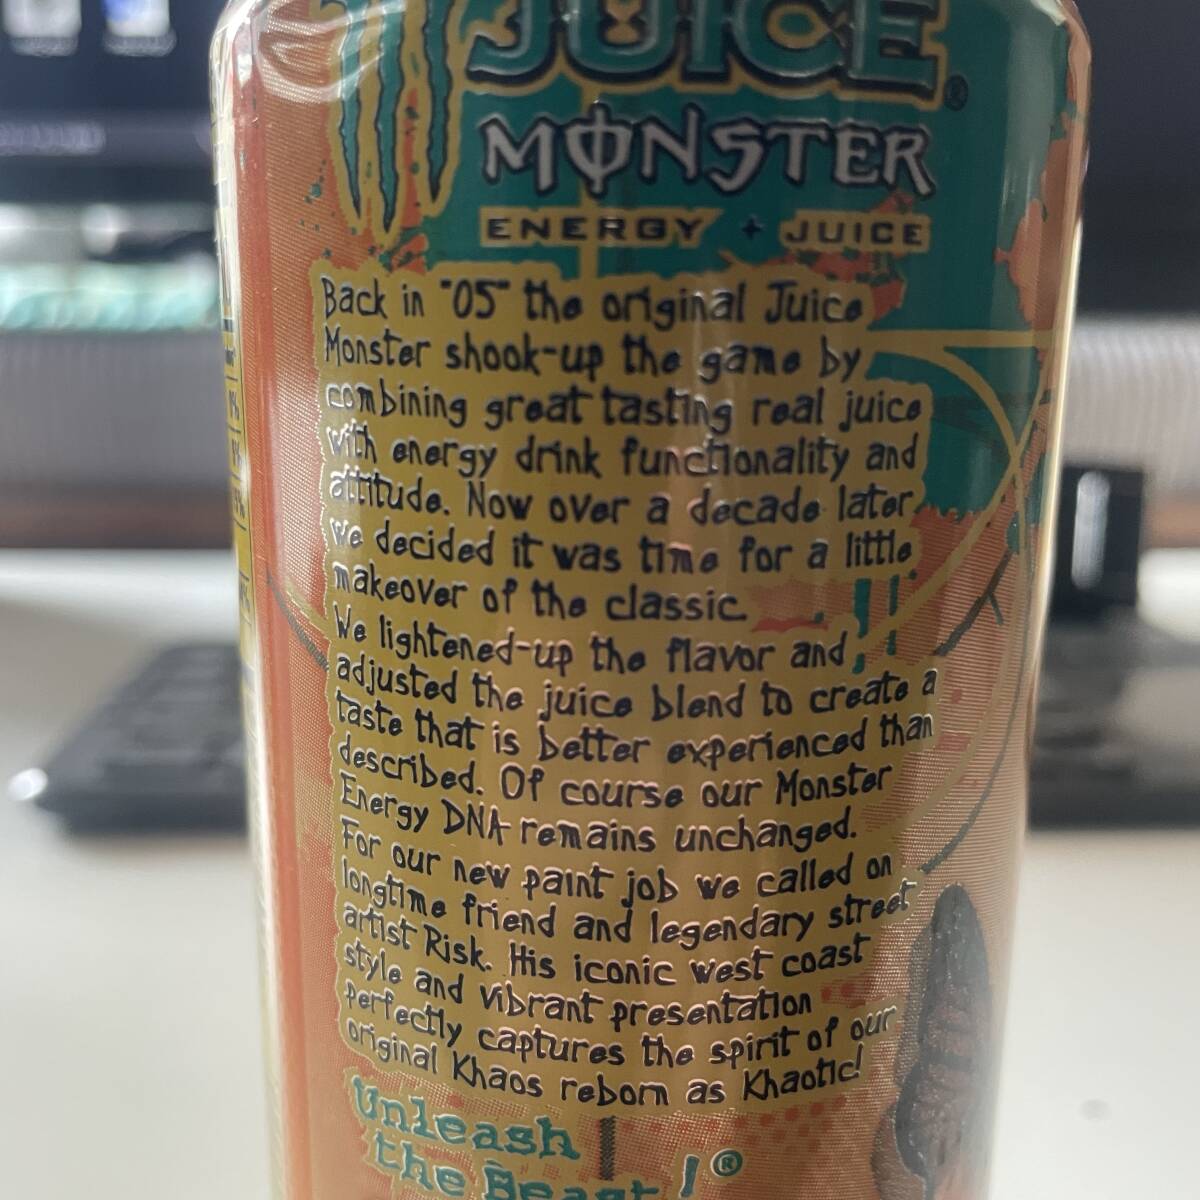 JUICE®
MONSTER
ENERGY + JUICE
Back in "05" the original Juice
Monster shook-up the game by
combining great tasting real juice
with energy drink functionality and
attitude. Now over a decade later
we decided it was time for a little
makeover of the classic.
We lightened-up the flavor and
adjusted the juice blend to create a
taste that is better experienced than
described. Of course our Monster
Energy DNA remains unchanged.
For our new paint job we called on
longtime friend and legendary street
artist Risk. His iconic west coast
style and vibrant presentation
perfectly captures the spirit of our
original Khaos reborn as Khaotic!
Unleash
the Beast!®